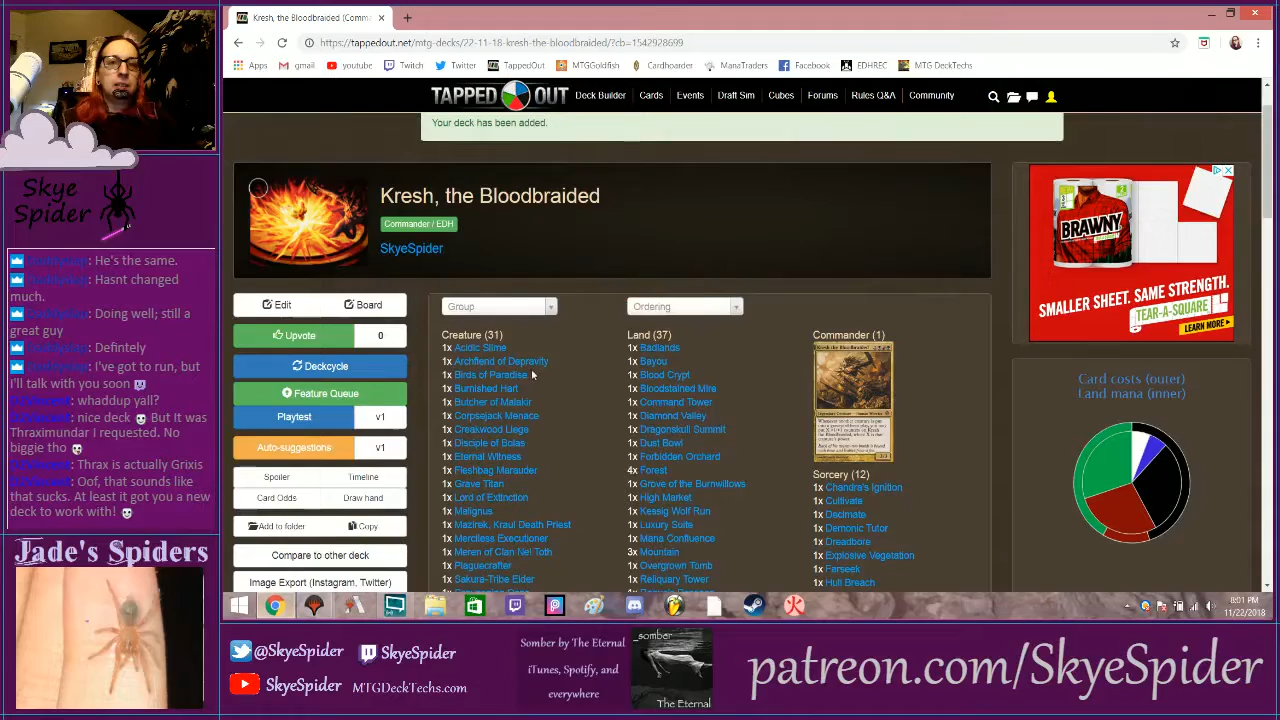 Kresh, the Bloodbraided (Comma
https://tappedout.net/mtg-decks/22-11-18-kresh-the-bloodbraided/?cb=1542928699
Apps
gmail
youtube
Twitch
Twitter
TappedOut
MTGGoldfish
Cardhoarder
ManaTraders
Facebook
EDHREC
MTG DeckTechs
TAPPED OUT
Deck Builder
Cards
Events
Draft Sim
Cubes
Forums
Rules Q&A
Community
Your deck has been added.
Kresh, the Bloodbraided
Commander / EDH
SkyeSpider
Edit
Board
Upvote
0
Deckcycle
Feature Queue
Playtest
v1
Auto-suggestions
v1
Spoiler
Timeline
Card Odds
Draw hand
Add to folder
Copy
Compare to other deck
Image Export (Instagram, Twitter)
Group
Ordering
Creature (31)
1x Acidic Slime
1x Archfiend of Depravity
1x Birds of Paradise
1x Burnished Hart
1x Butcher of Malakir
1x Corpsejack Menace
1x Creakwood Liege
1x Disciple of Bolas
1x Eternal Witness
1x Fleshbag Marauder
1x Grave Titan
1x Lord of Extinction
1x Malignus
1x Mazirek, Kraul Death Priest
1x Merciless Executioner
1x Meren of Clan Nel Toth
1x Plaguecrafter
1x Sakura-Tribe Elder
Land (37)
1x Badlands
1x Bayou
1x Blood Crypt
1x Bloodstained Mire
1x Command Tower
1x Diamond Valley
1x Dragonskull Summit
1x Dust Bowl
1x Forbidden Orchard
4x Forest
1x Grove of the Burnwillows
1x High Market
1x Kessig Wolf Run
1x Luxury Suite
1x Mana Confluence
3x Mountain
1x Overgrown Tomb
1x Reliquary Tower
Commander (1)
Sorcery (12)
1x Chandra's Ignition
1x Cultivate
1x Decimate
1x Demonic Tutor
1x Dreadbore
1x Explosive Vegetation
1x Farseek
1x Hull Breach
BRAWNY
SMALLER SHEET. SAME STRENGTH.
TEAR-A-SQUARE
LEARN MORE
Card costs (outer)
Land mana (inner)
8:01 PM
11/22/2018
Skye
Spider
He's the same.
Hasnt changed
much.
Doing well; still a
great guy
Defintely
I've got to run, but
I'll talk with you soon
whaddup yall?
nice deck But it was
Thraximundar I requested. No
biggie tho
Thrax is actually Grixis
Oof, that sounds like
that sucks. At least it got you a new
deck to work with!
Jade's Spiders
@SkyeSpider
SkyeSpider
SkyeSpider
MTGDeckTechs.com
Somber by The Eternal
iTunes, Spotify, and
everywhere
_somber
The Eternal
patreon.com/SkyeSpider